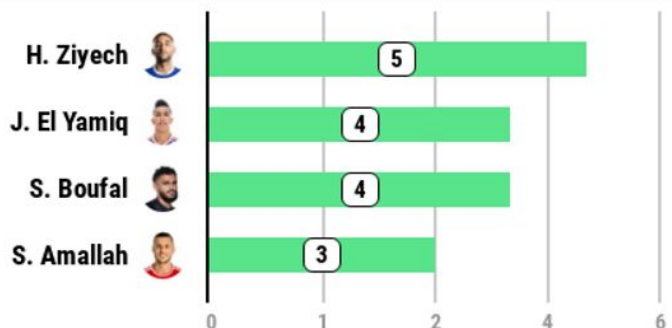 H. Ziyech 5
J. El Yamiq 4
S. Boufal 4
S. Amallah 3
0 1 2 4 6